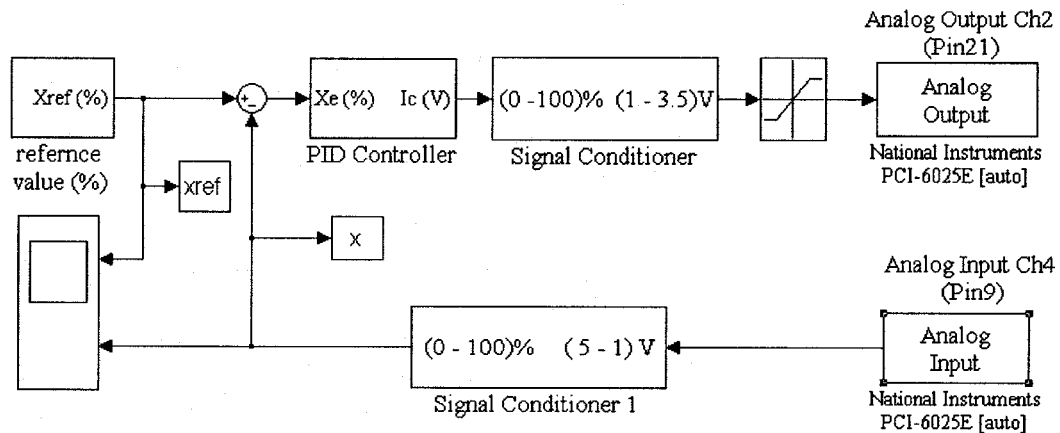 Analog Output Ch2
(Pin21)
Xref (%)
+
-
Xe (%) Ic (V)
(0 -100)% (1 - 3.5)V
Analog
Output
refernce
value (%)
PID Controller
Signal Conditioner
National Instruments
PCI-6025E [auto]
xref
x
Analog Input Ch4
(Pin9)
(0 - 100)% (5 - 1) V
Analog
Input
Signal Conditioner 1
National Instruments
PCI-6025E [auto]